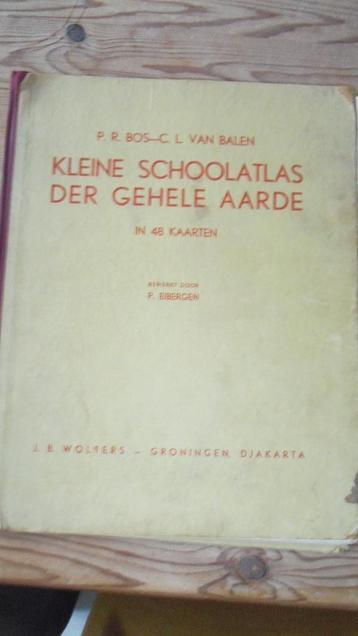 P. R. BOS—C. L. VAN BALEN
KLEINE SCHOOLATLAS
DER GEHELE AARDE
IN 48 KAARTEN
BEWERKT DOOR
P. EIBERGEN
J. B. WOLTERS – GRONINGEN, DJAKARTA